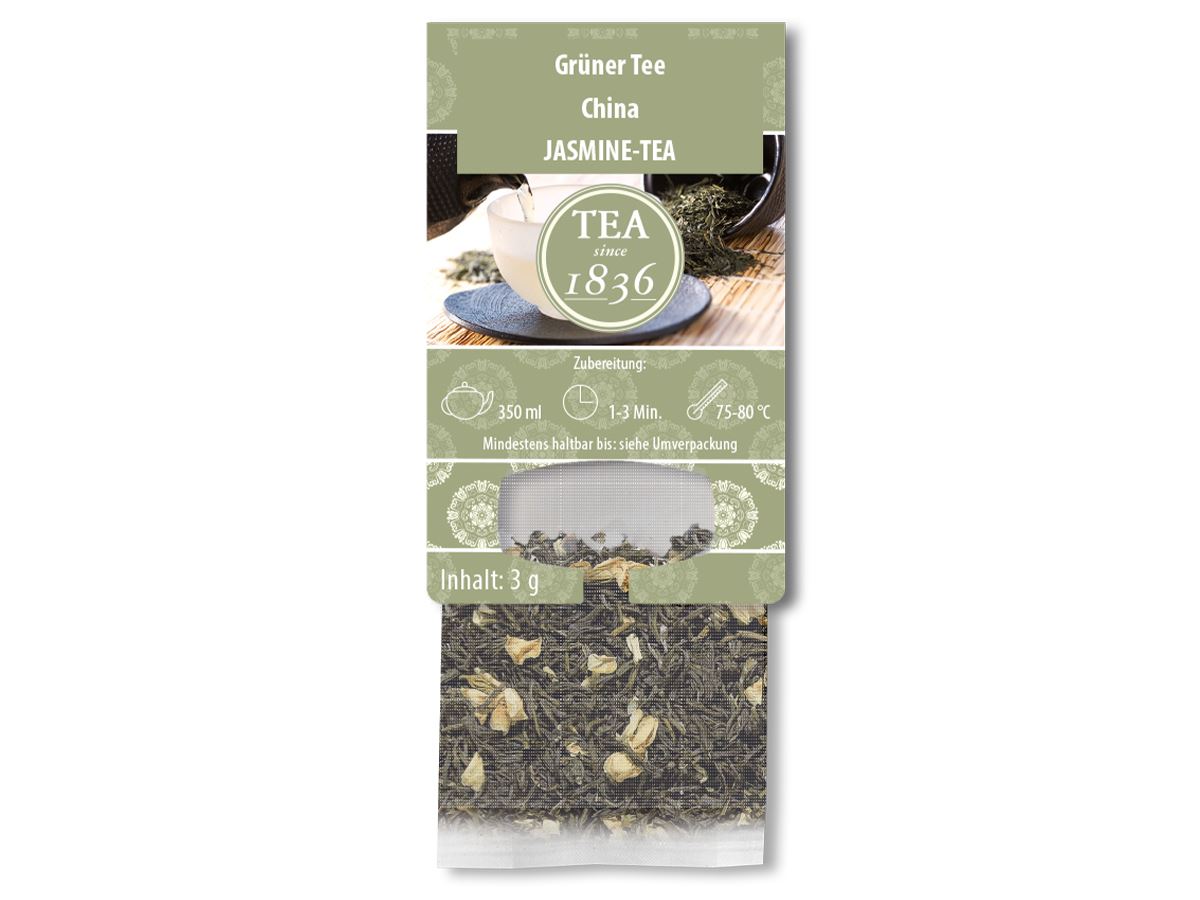 Grüner Tee
China
JASMINE-TEA
TEA
since
1836
Zubereitung:
350 ml
1-3 Min.
75-80 °C
Mindestens haltbar bis: siehe Umverpackung
Inhalt: 3 g